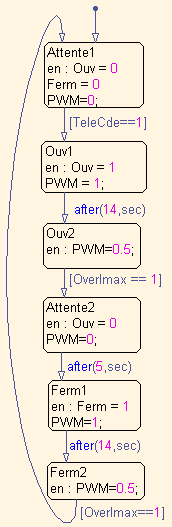 Attente1
en : Ouv = 0
Ferm = 0
PWM=0;
[TeleCde==1]
Ouv1
en : Ouv = 1
PWM = 1;
after(14,sec)
Ouv2
en : PWM=0.5;
[OverImax == 1]
Attente2
en : Ouv = 0
PWM=0;
after(5,sec)
Ferm1
en : Ferm = 1
PWM=1;
after(14,sec)
Ferm2
en : PWM=0.5;
[OverImax==1]